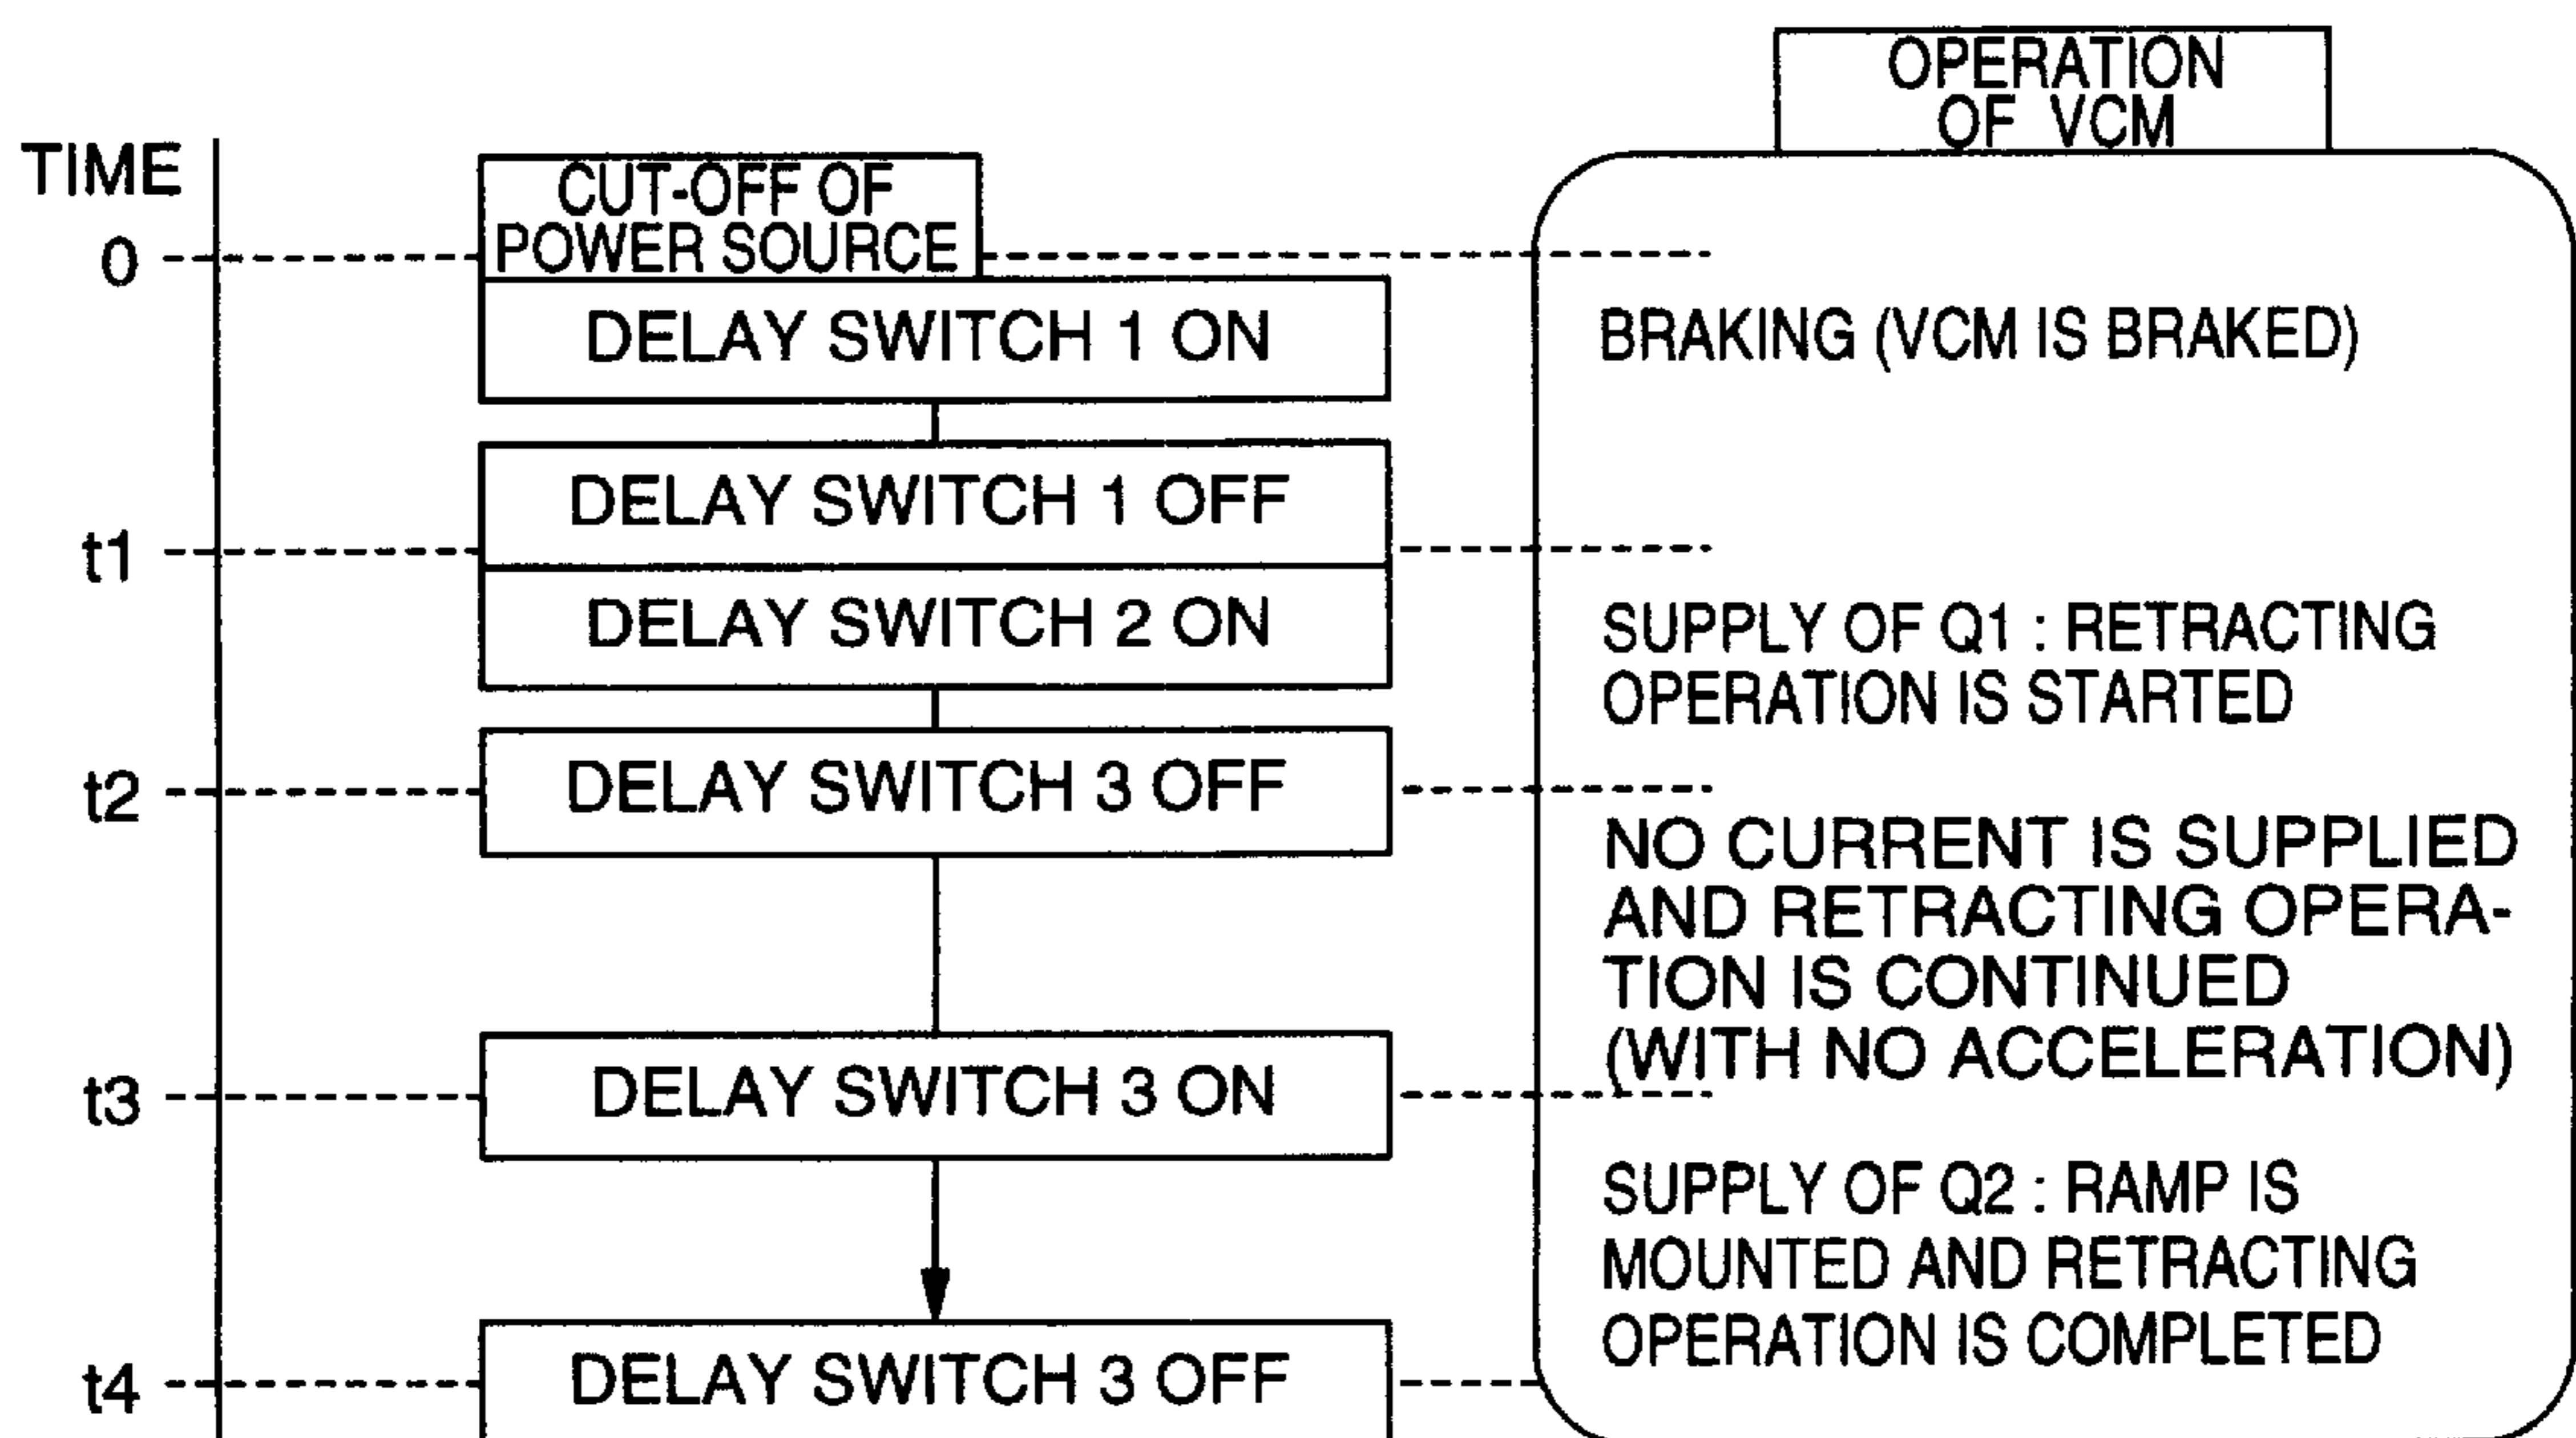 OPERATION
OF VCM
TIME
CUT-OFF OF
POWER SOURCE
0
DELAY SWITCH 1 ON
BRAKING (VCM IS BRAKED)
DELAY SWITCH 1 OFF
t1
DELAY SWITCH 2 ON
SUPPLY OF Q1 : RETRACTING
OPERATION IS STARTED
t2
DELAY SWITCH 3 OFF
NO CURRENT IS SUPPLIED
AND RETRACTING OPERA-
TION IS CONTINUED
(WITH NO ACCELERATION)
t3
DELAY SWITCH 3 ON
SUPPLY OF Q2 : RAMP IS
MOUNTED AND RETRACTING
OPERATION IS COMPLETED
t4
DELAY SWITCH 3 OFF